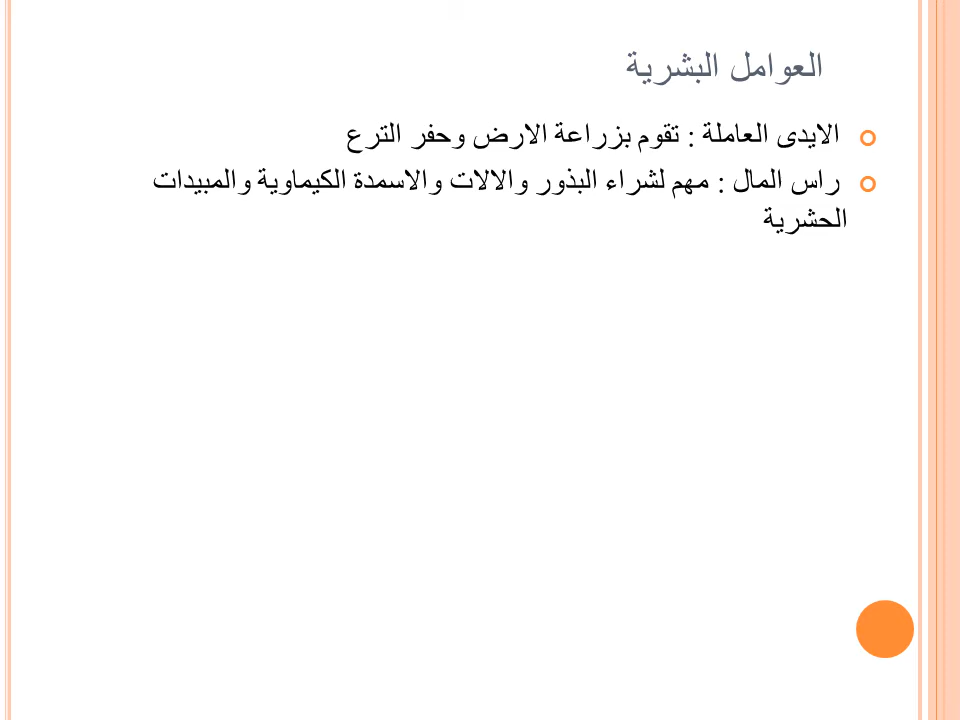 العوامل البشرية
الايدى العاملة : تقوم بزراعة الارض وحفر الترع
راس المال : مهم لشراء البذور والالات والاسمدة الكيماوية والمبيدات
الحشرية